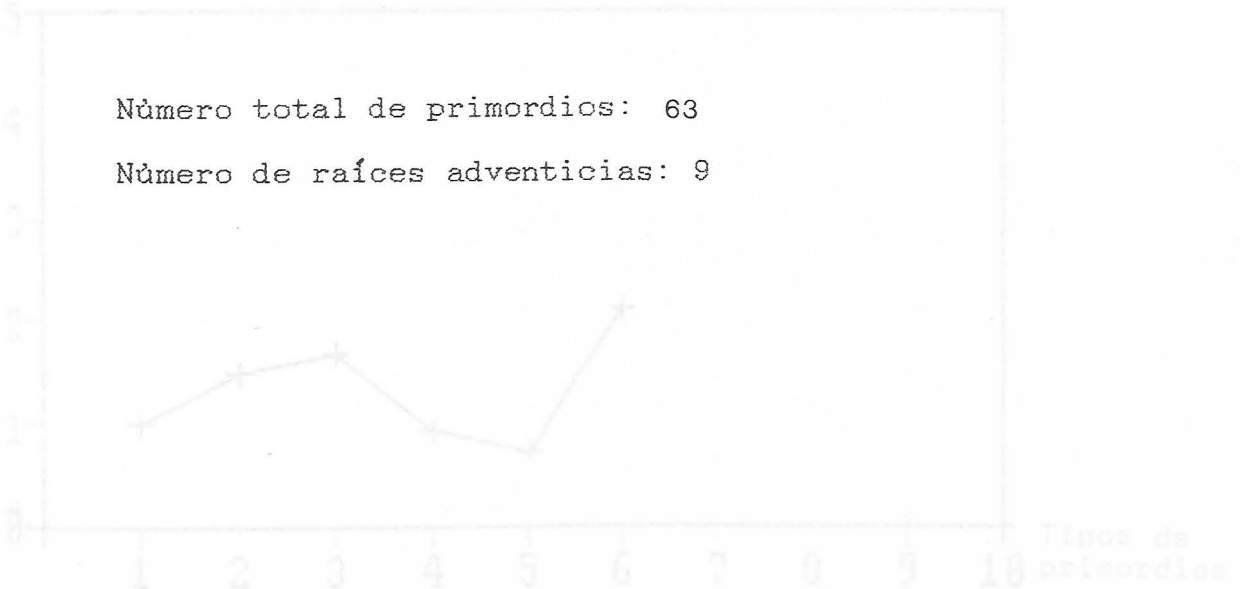 Nùmero total de primordios: 63
Nùmero de raíces adventicias: 9
1 2 3 4 5 6 7 8 9 10
Tipos de
primordios